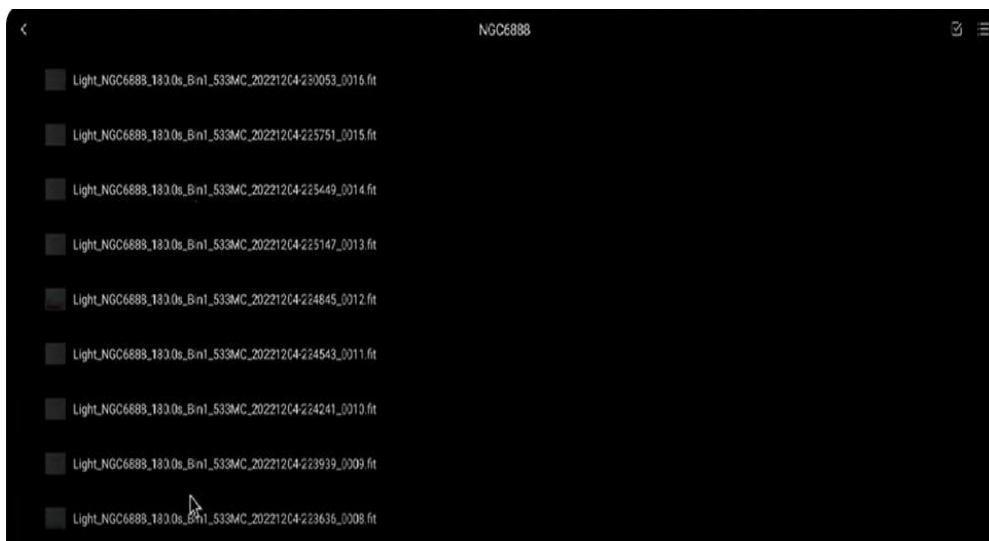 NGC6888
Light_NGC6888_180.0s_Bin1_533MC_20221204-230053_0016.fit
Light_NGC6888_180.0s_Bin1_533MC_20221204-225751_0015.fit
Light_NGC6888_180.0s_Bin1_533MC_20221204-225449_0014.fit
Light_NGC6888_180.0s_Bin1_533MC_20221204-225147_0013.fit
Light_NGC6888_180.0s_Bin1_533MC_20221204-224845_0012.fit
Light_NGC6888_180.0s_Bin1_533MC_20221204-224543_0011.fit
Light_NGC6888_180.0s_Bin1_533MC_20221204-224241_0010.fit
Light_NGC6888_180.0s_Bin1_533MC_20221204-223939_0009.fit
Light_NGC6888_180.0s_Bin1_533MC_20221204-223636_0008.fit